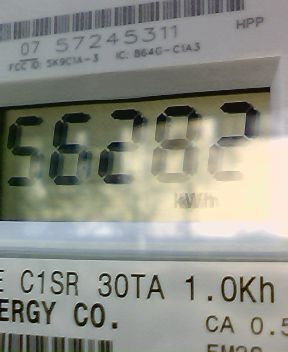 HPP
07 57245311
FCC ID: SK9C1A-3 IC: 864G-C1A3
56282
kWh
E C1SR 30TA 1.0Kh
ERGY CO.
CA 0.5